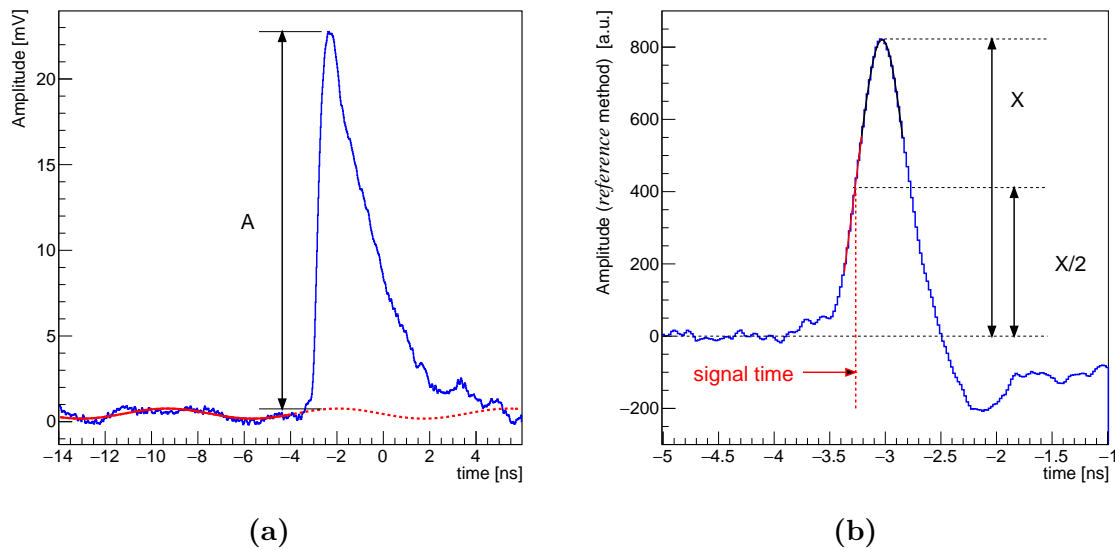 Amplitude [mV]
20
15
10
5
0
A
−14 −12 −10 −8 −6 −4 −2 0 2 4
time [ns]
(a)
Amplitude (reference method) [a.u.]
800
600
400
200
0
−200
X
X/2
signal time
−5 −4.5 −4 −3.5 −3 −2.5 −2 −1.5 −1
time [ns]
(b)